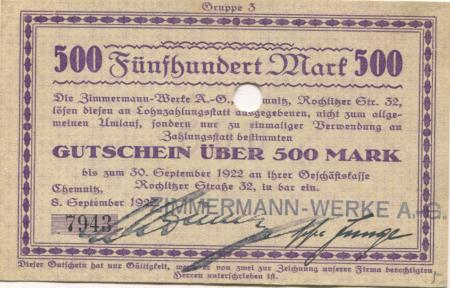 Gruppe 3
500 Fünfhundert Mark 500
Die Zimmermann-Werke A.-G., Chemnitz, Rochlitzer Str. 32,
lösen diesen an Lohnzahlungsstatt ausgegebenen, nicht zum allge-
meinen Umlauf, sondern nur zu einmaliger Verwendung an
Zahlungsstatt bestimmten
GUTSCHEIN ÜBER 500 MARK
bis zum 30. September 1922 an ihrer Geschäftskasse
Chemnitz, Rochlitzer Straße 32, in bar ein.
8. September 1922
ZIMMERMANN-WERKE A.G.
7943
Dieser Gutschein hat nur Gültigkeit, wenn er von zwei zur Zeichnung unserer Firma berechtigten
Herren unterschrieben ist.